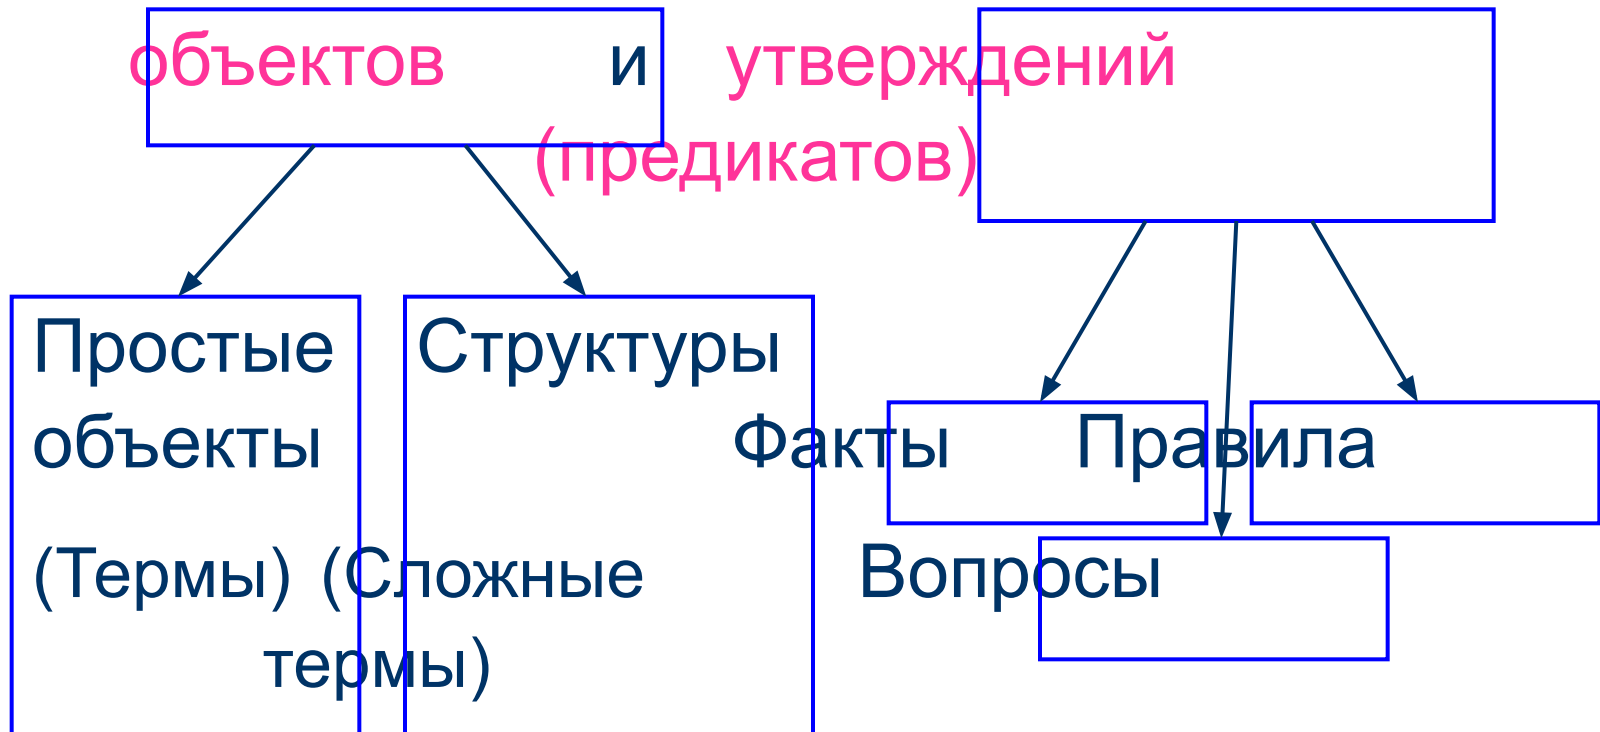 объектов и утверждений
(предикатов)
Простые Структуры
объекты Факты Правила
(Термы) (Сложные Вопросы
термы)